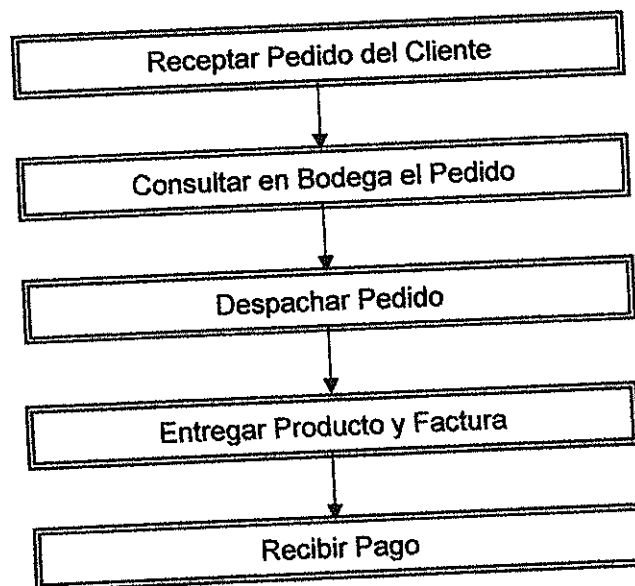 Receptar Pedido del Cliente
Consultar en Bodega el Pedido
Despachar Pedido
Entregar Producto y Factura
Recibir Pago